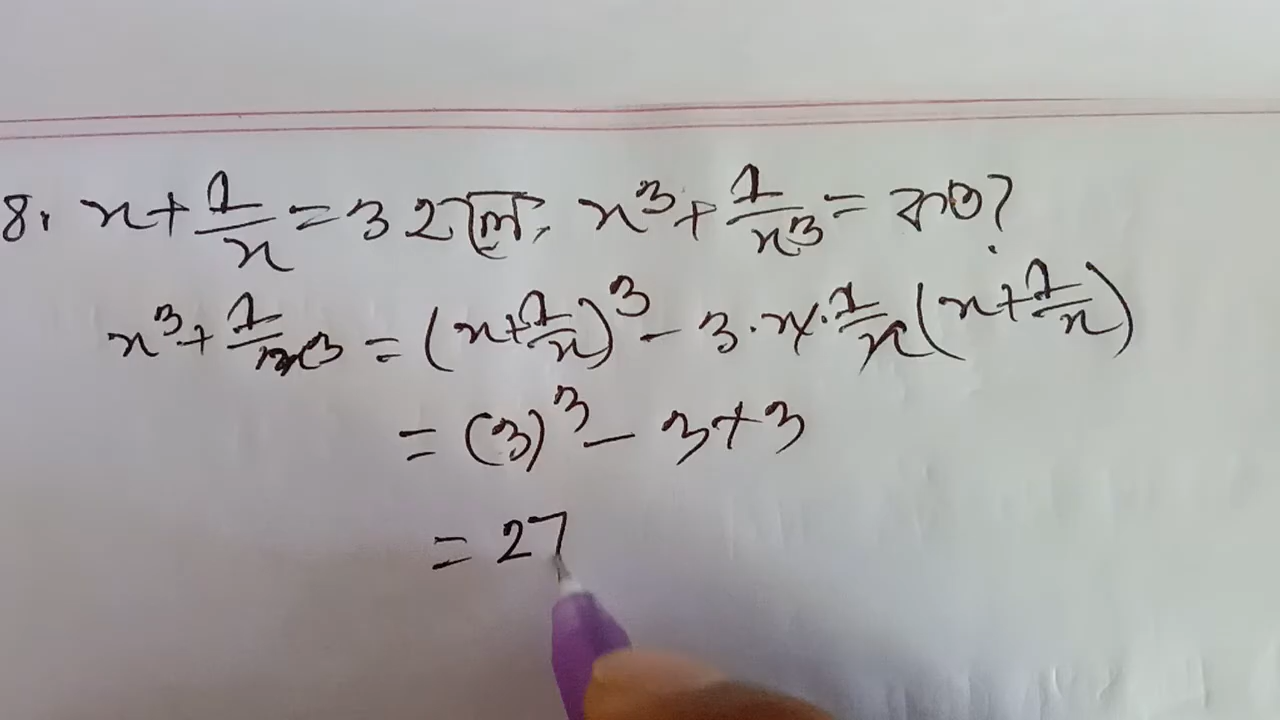 8. x + 1/x = 3 হলে, x³ + 1/x³ = কত?
x³ + 1/x³ = (x + 1/x)³ - 3 · x · 1/x (x + 1/x)
= (3)³ - 3 × 3
= 27